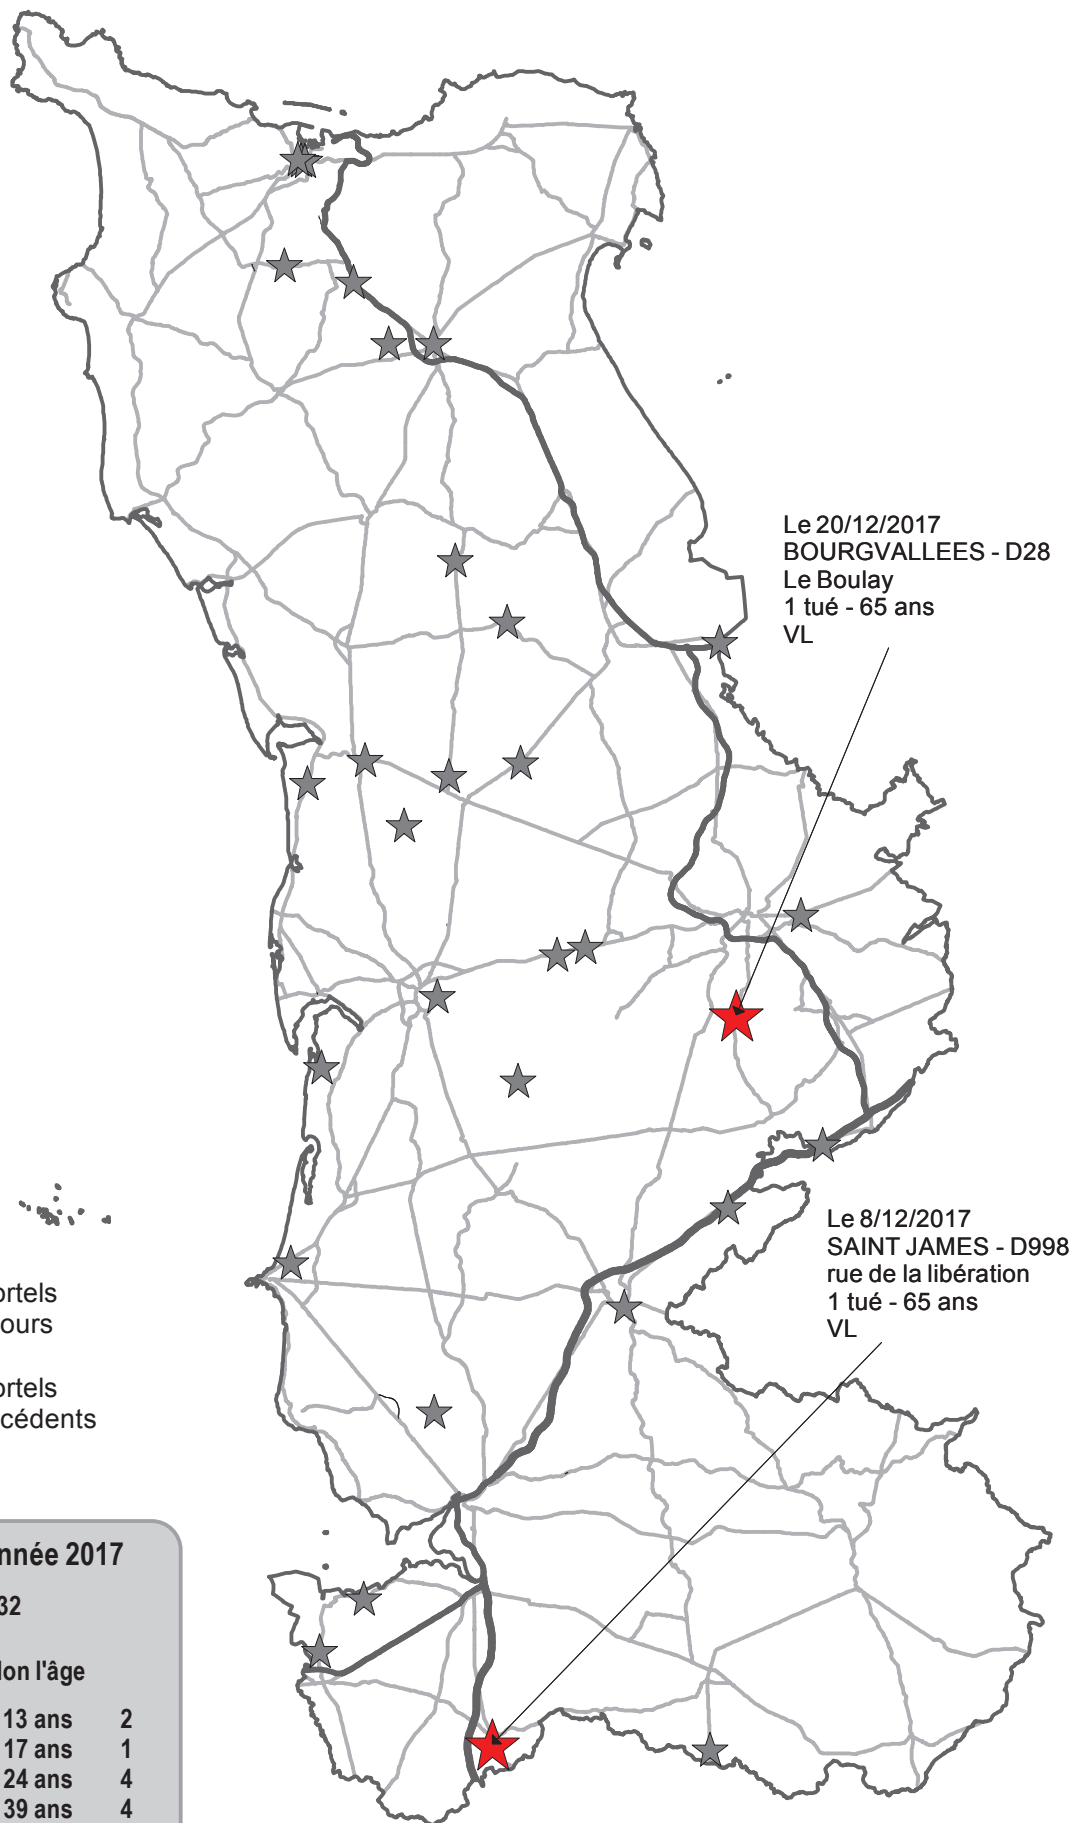 Le 20/12/2017
BOURGVALLEES - D28
Le Boulay
1 tué - 65 ans
VL
Le 8/12/2017
SAINT JAMES - D998
rue de la libération
1 tué - 65 ans
VL
ortels
ours
ortels
cédents
nnée 2017
32
lon l'âge
13 ans 2
17 ans 1
24 ans 4
39 ans 4